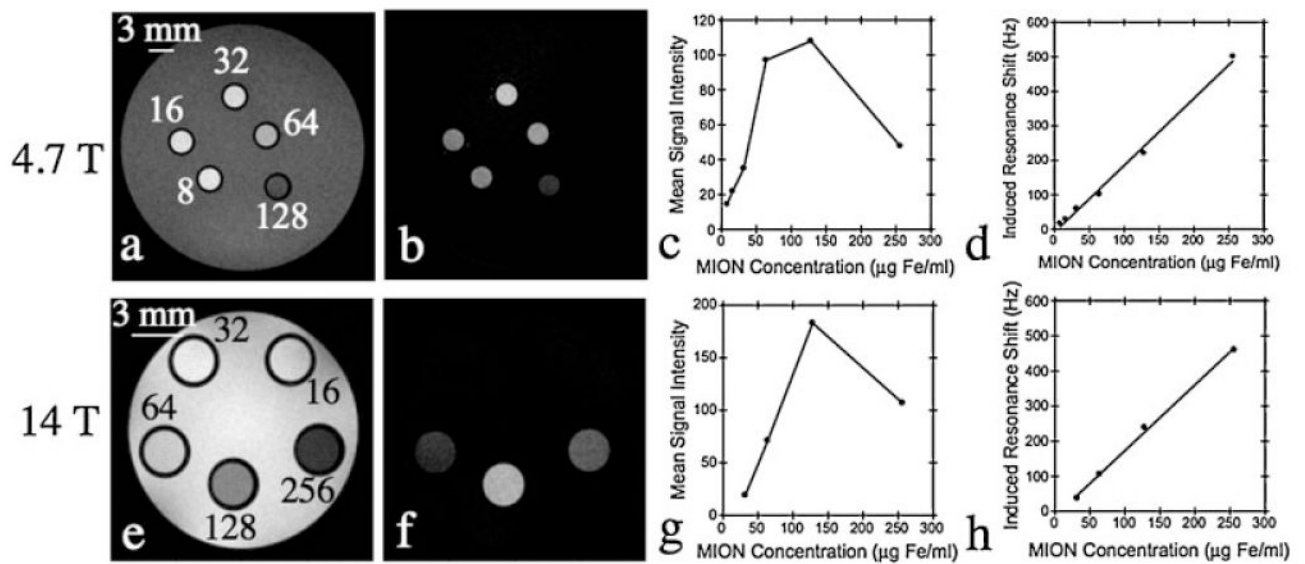 4.7 T
3 mm
32
16
64
8
128
a
b
Mean Signal Intensity
120
100
80
60
40
20
0
0 50 100 150 200 250 300
MION Concentration (μg Fe/ml)
c
Induced Resonance Shift (Hz)
600
500
400
300
200
100
0
0 50 100 150 200 250 300
MION Concentration (μg Fe/ml)
d
14 T
3 mm
32
16
64
256
128
e
f
Mean Signal Intensity
200
150
100
50
0
0 50 100 150 200 250 300
MION Concentration (μg Fe/ml)
g
Induced Resonance Shift (Hz)
600
500
400
300
200
100
0
0 50 100 150 200 250 300
MION Concentration (μg Fe/ml)
h